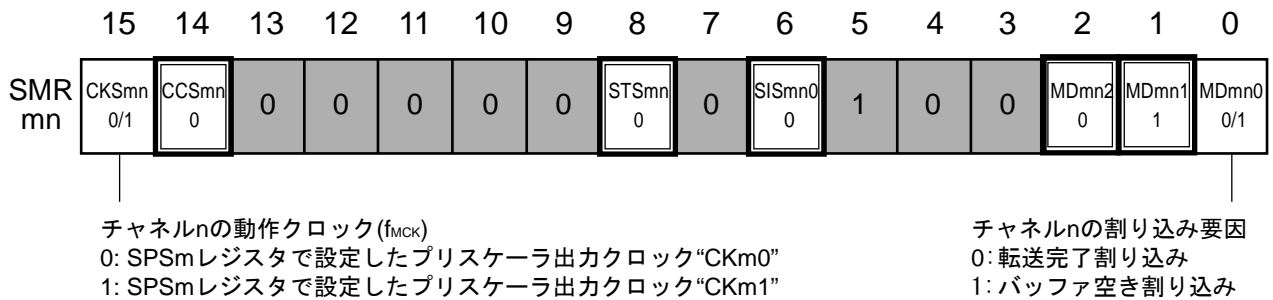 15 14 13 12 11 10 9 8 7 6 5 4 3 2 1 0
SMR
mn
CKSmn
0/1
CCSmn
0
0 0 0 0 0
STSmn
0
0
SISmn0
0
1 0 0
MDmn2
0
MDmn1
1
MDmn0
0/1
チャネルnの動作クロック(fMCK)
0: SPSmレジスタで設定したプリスケーラ出力クロック“CKm0”
1: SPSmレジスタで設定したプリスケーラ出力クロック“CKm1”
チャネルnの割り込み要因
0: 転送完了割り込み
1: バッファ空き割り込み